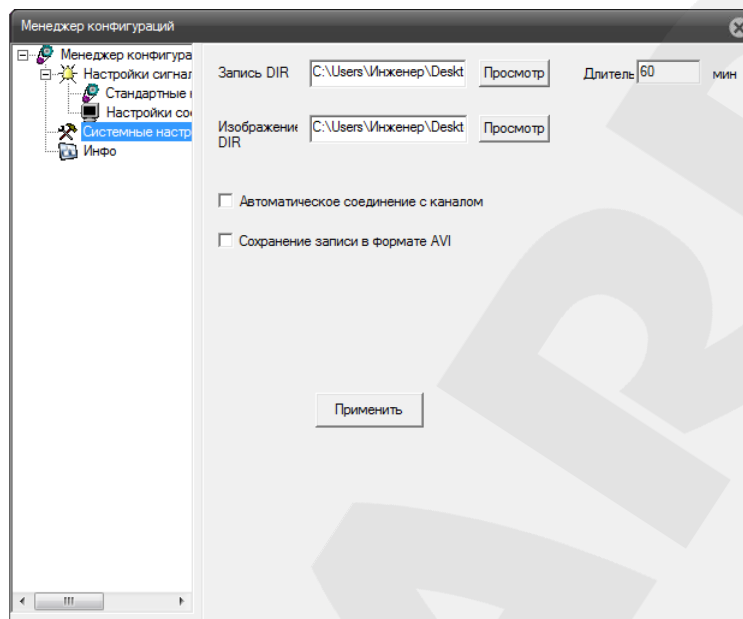 Менеджер конфигураций
Менеджер конфигура
Настройки сигнал
Стандартные
Настройки со
Системные настр
Инфо
Запись DIR
C:\Users\Инженер\Deskt
Просмотр
Длитель
60
мин
Изображение
DIR
C:\Users\Инженер\Deskt
Просмотр
Автоматическое соединение с каналом
Сохранение записи в формате AVI
Применить